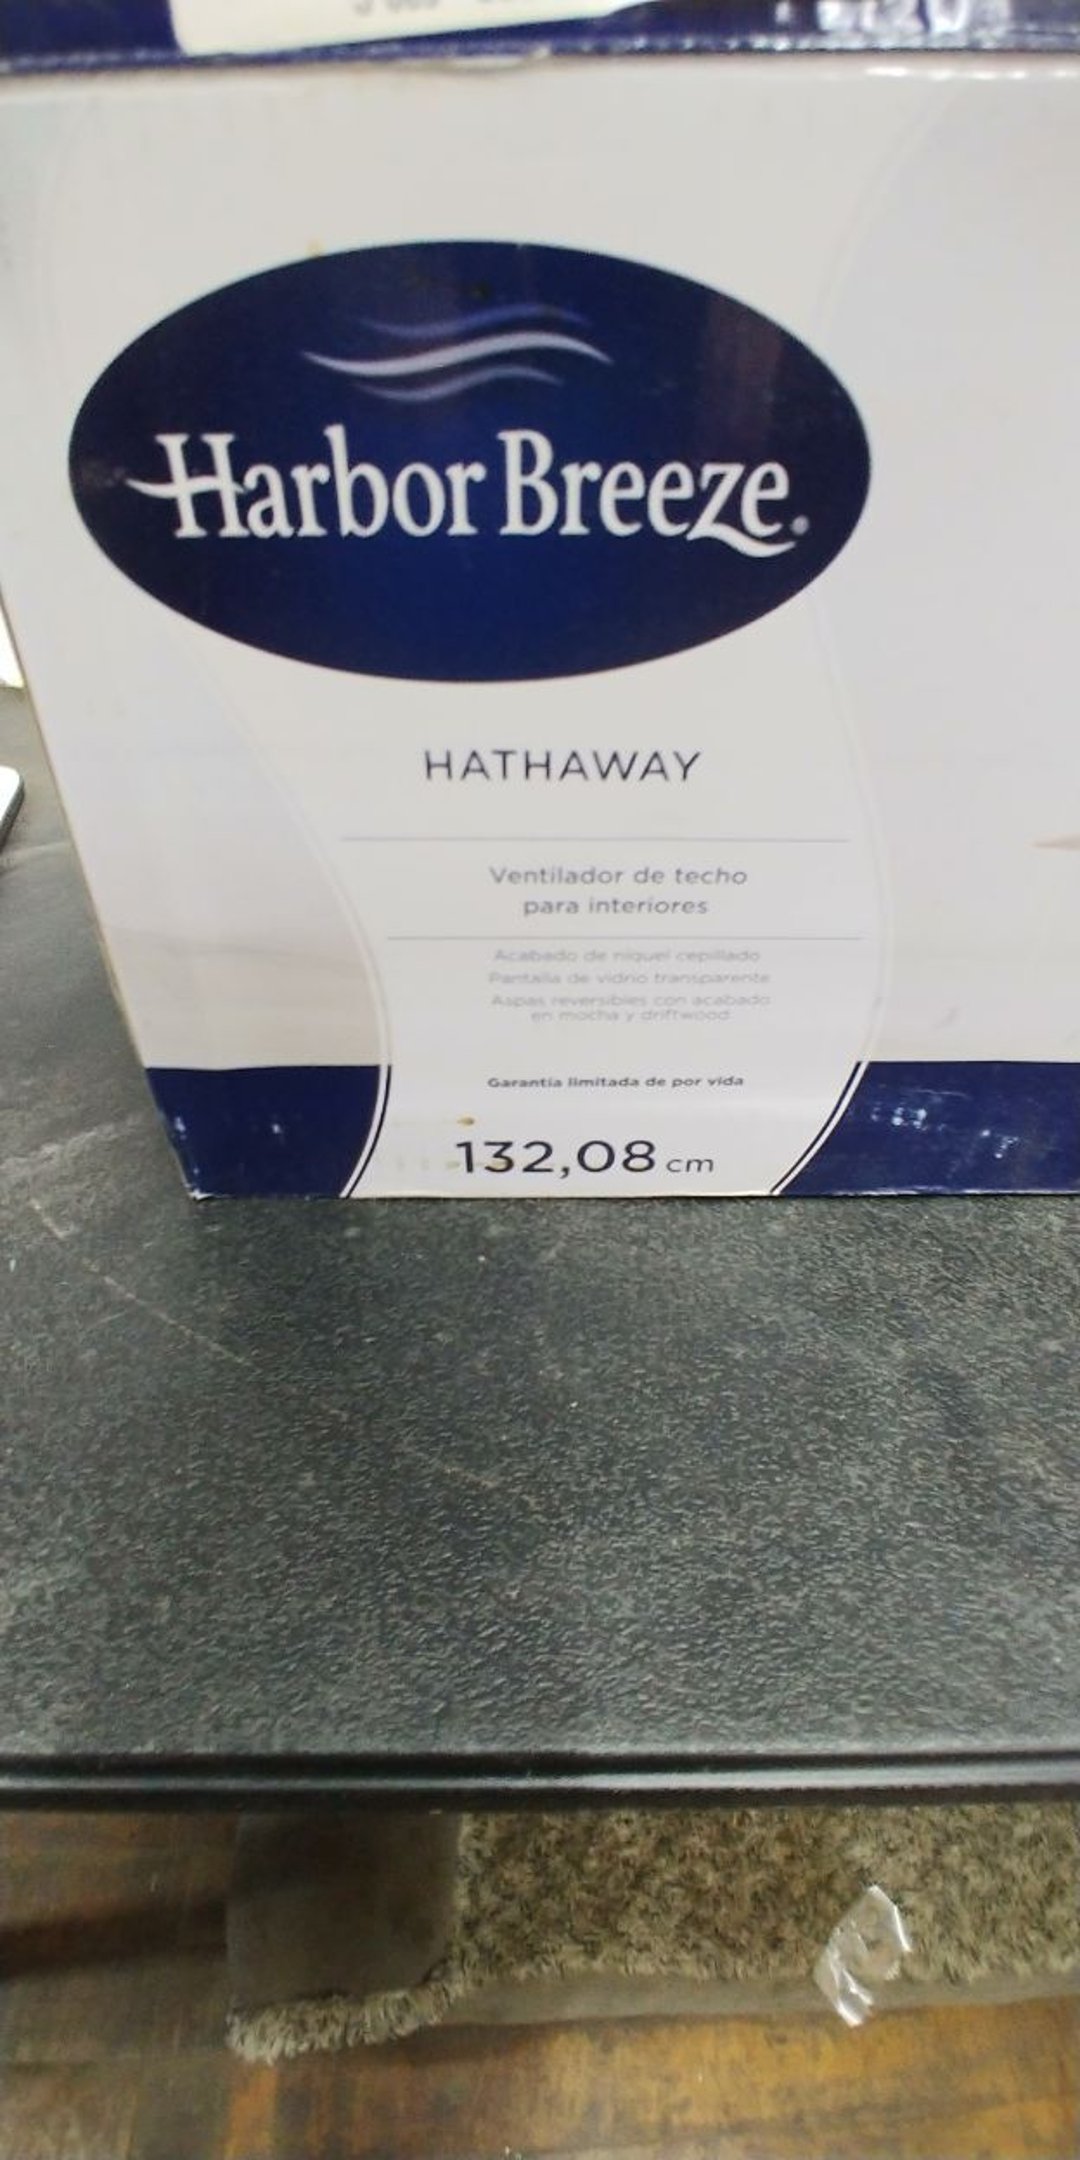 Harbor Breeze®
HATHAWAY
Ventilador de techo
para interiores
Acabado de níquel cepillado
Pantalla de vidrio transparente
Aspas reversibles con acabado
en mocha y driftwood
Garantía limitada de por vida
132,08 cm